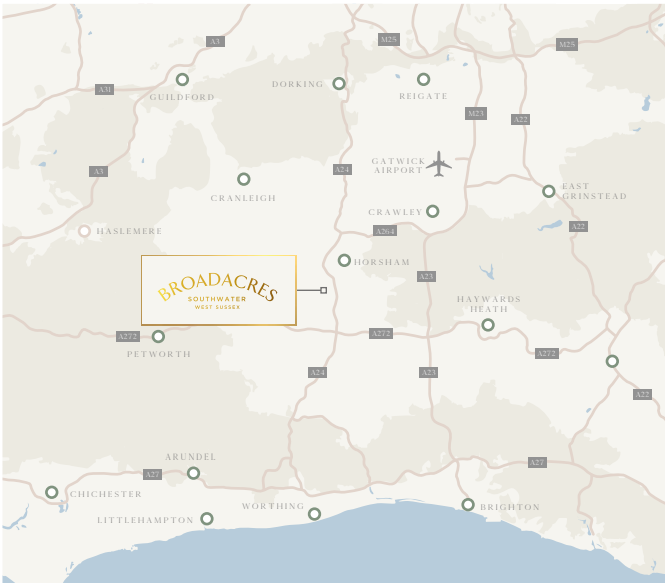 A3
M25
M25
DORKING
GUILDFORD
REIGATE
A31
M23
A22
GATWICK
AIRPORT
A24
A3
CRANLEIGH
EAST
GRINSTEAD
CRAWLEY
HASLEMERE
A264
A22
HORSHAM
A23
BROADACRES
SOUTHWATER
WEST SUSSEX
HAYWARDS
HEATH
A272
A272
PETWORTH
A272
A24
A23
A22
ARUNDEL
A27
A27
CHICHESTER
LITTLEHAMPTON
WORTHING
BRIGHTON